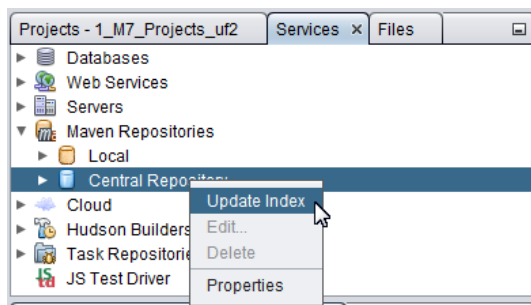 Projects - 1_M7_Projects_uf2 Services × Files
Databases
Web Services
Servers
Maven Repositories
Local
Central Repository
Update Index
Cloud
Edit...
Hudson Builders
Delete
Task Repositorie
Properties
JS Test Driver